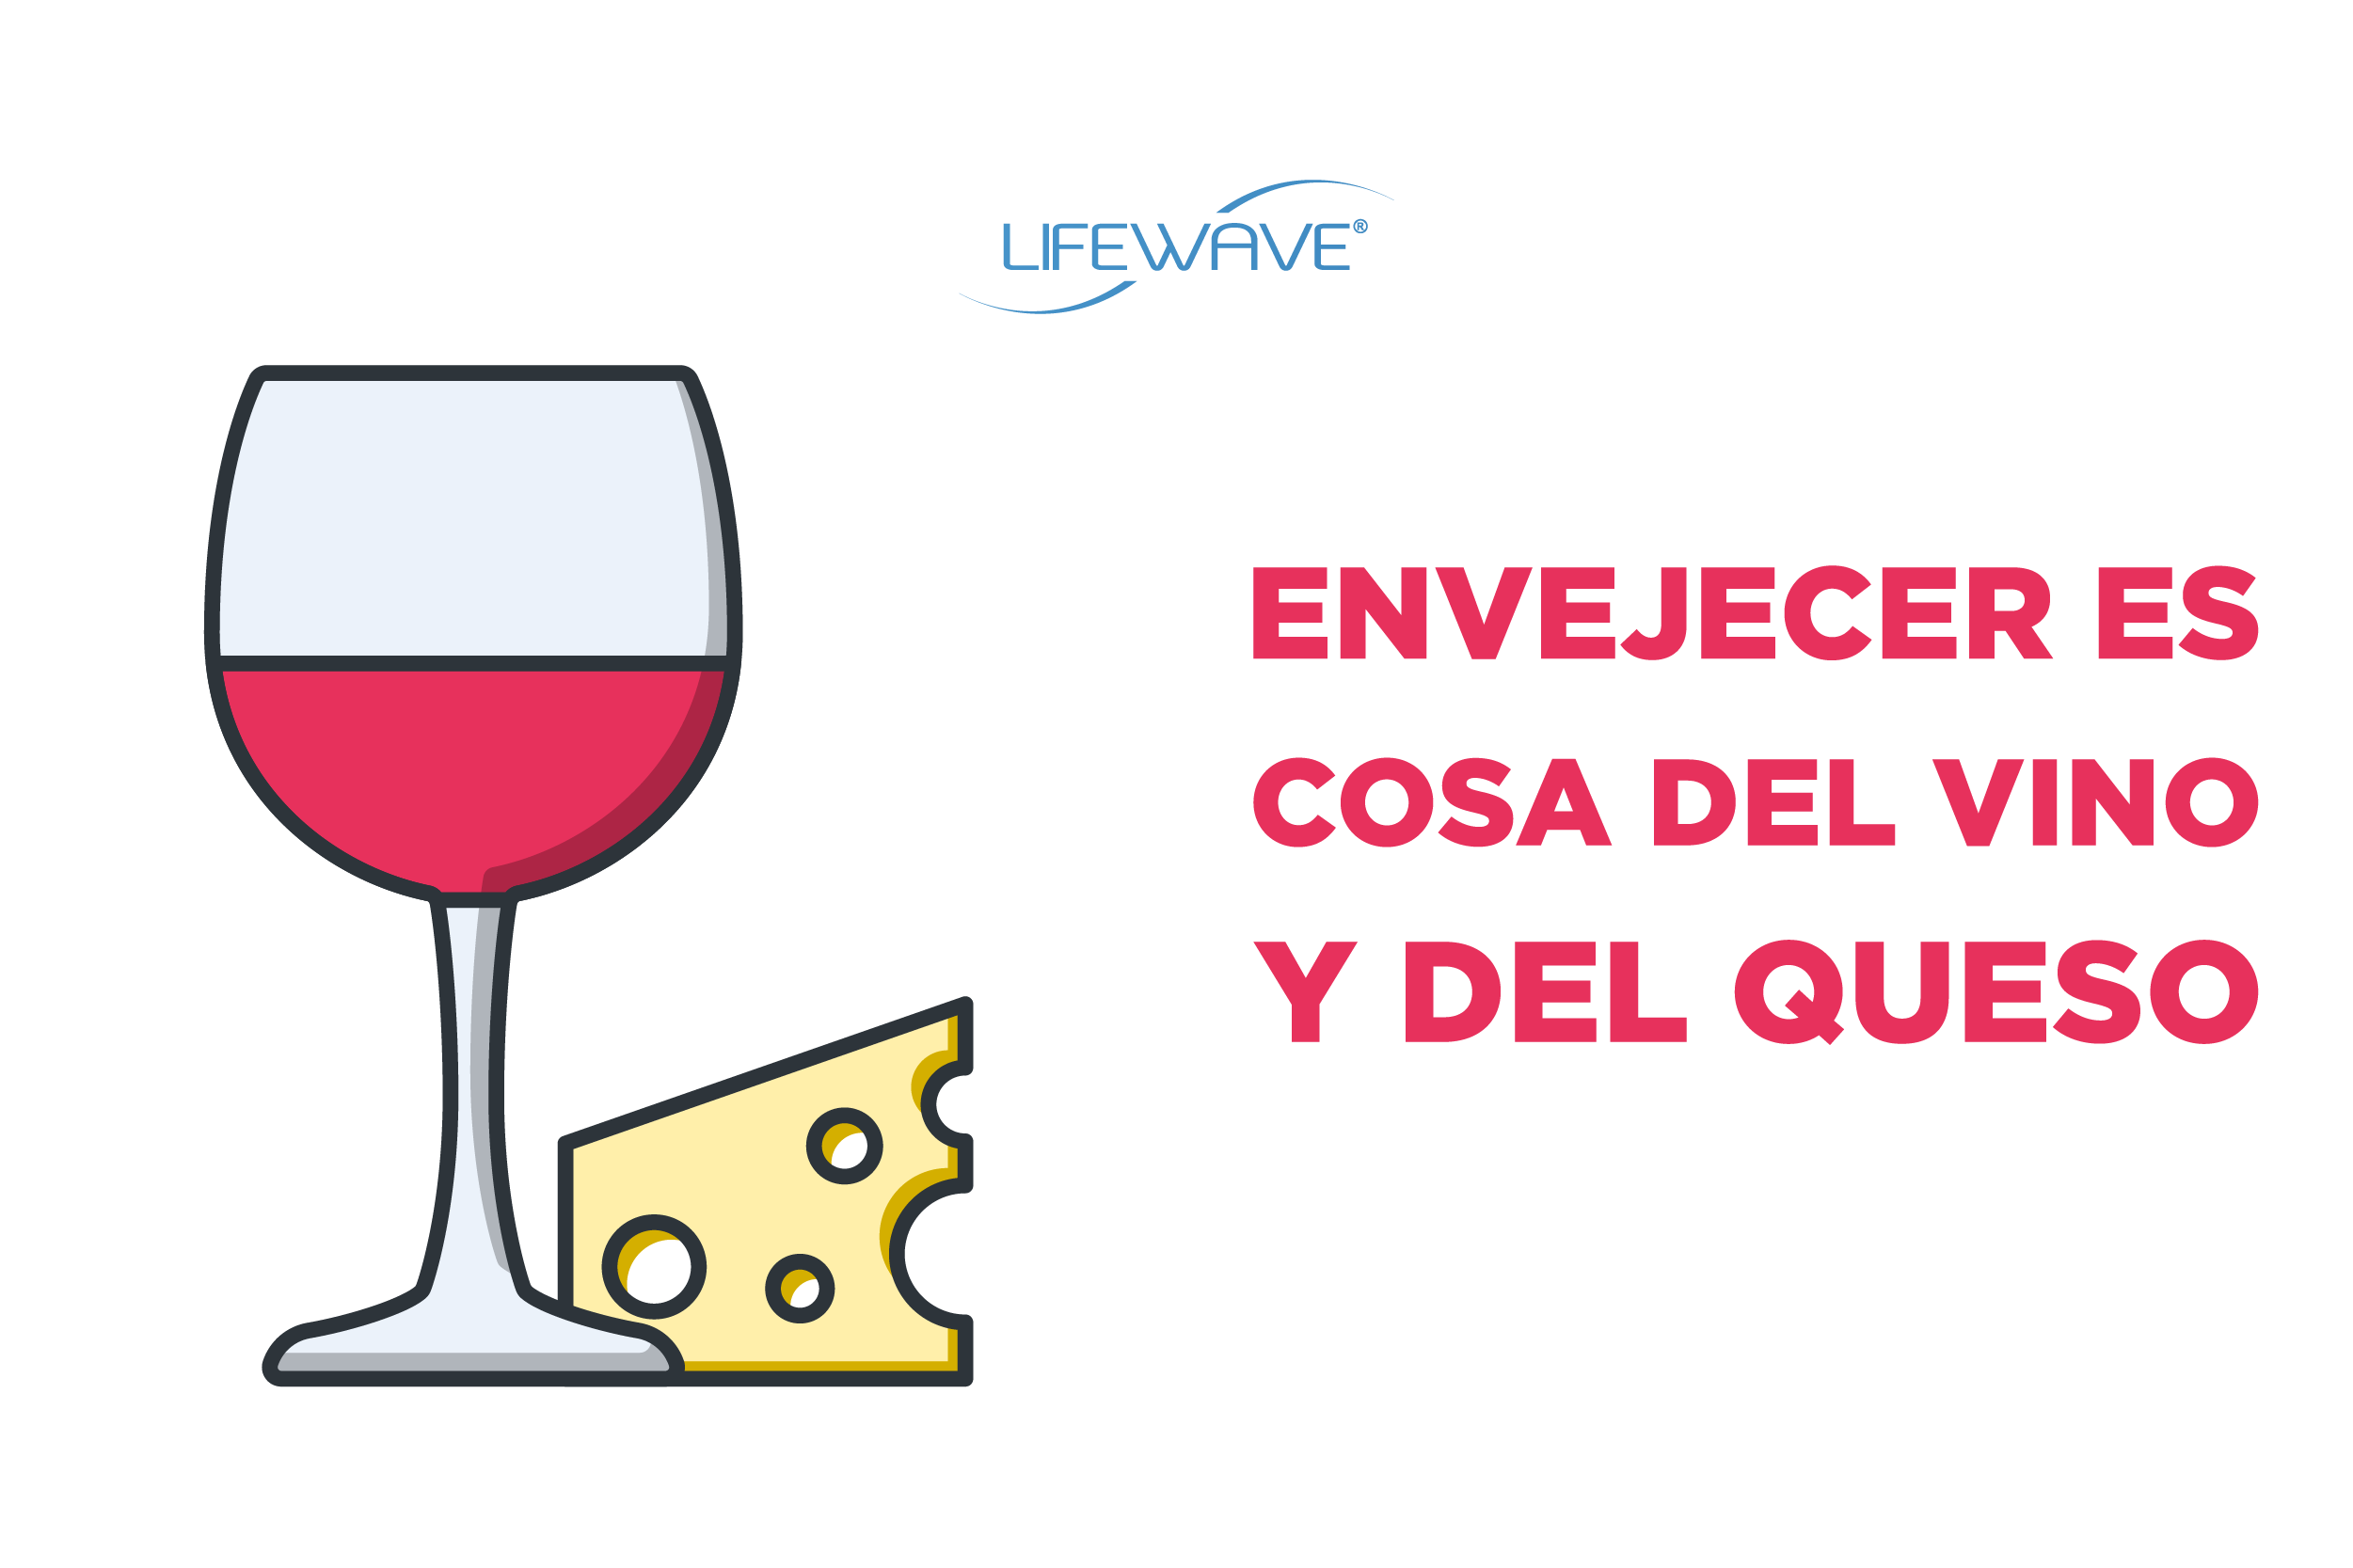 LIFEWAVE®
ENVEJECER ES
COSA DEL VINO
Y DEL QUESO